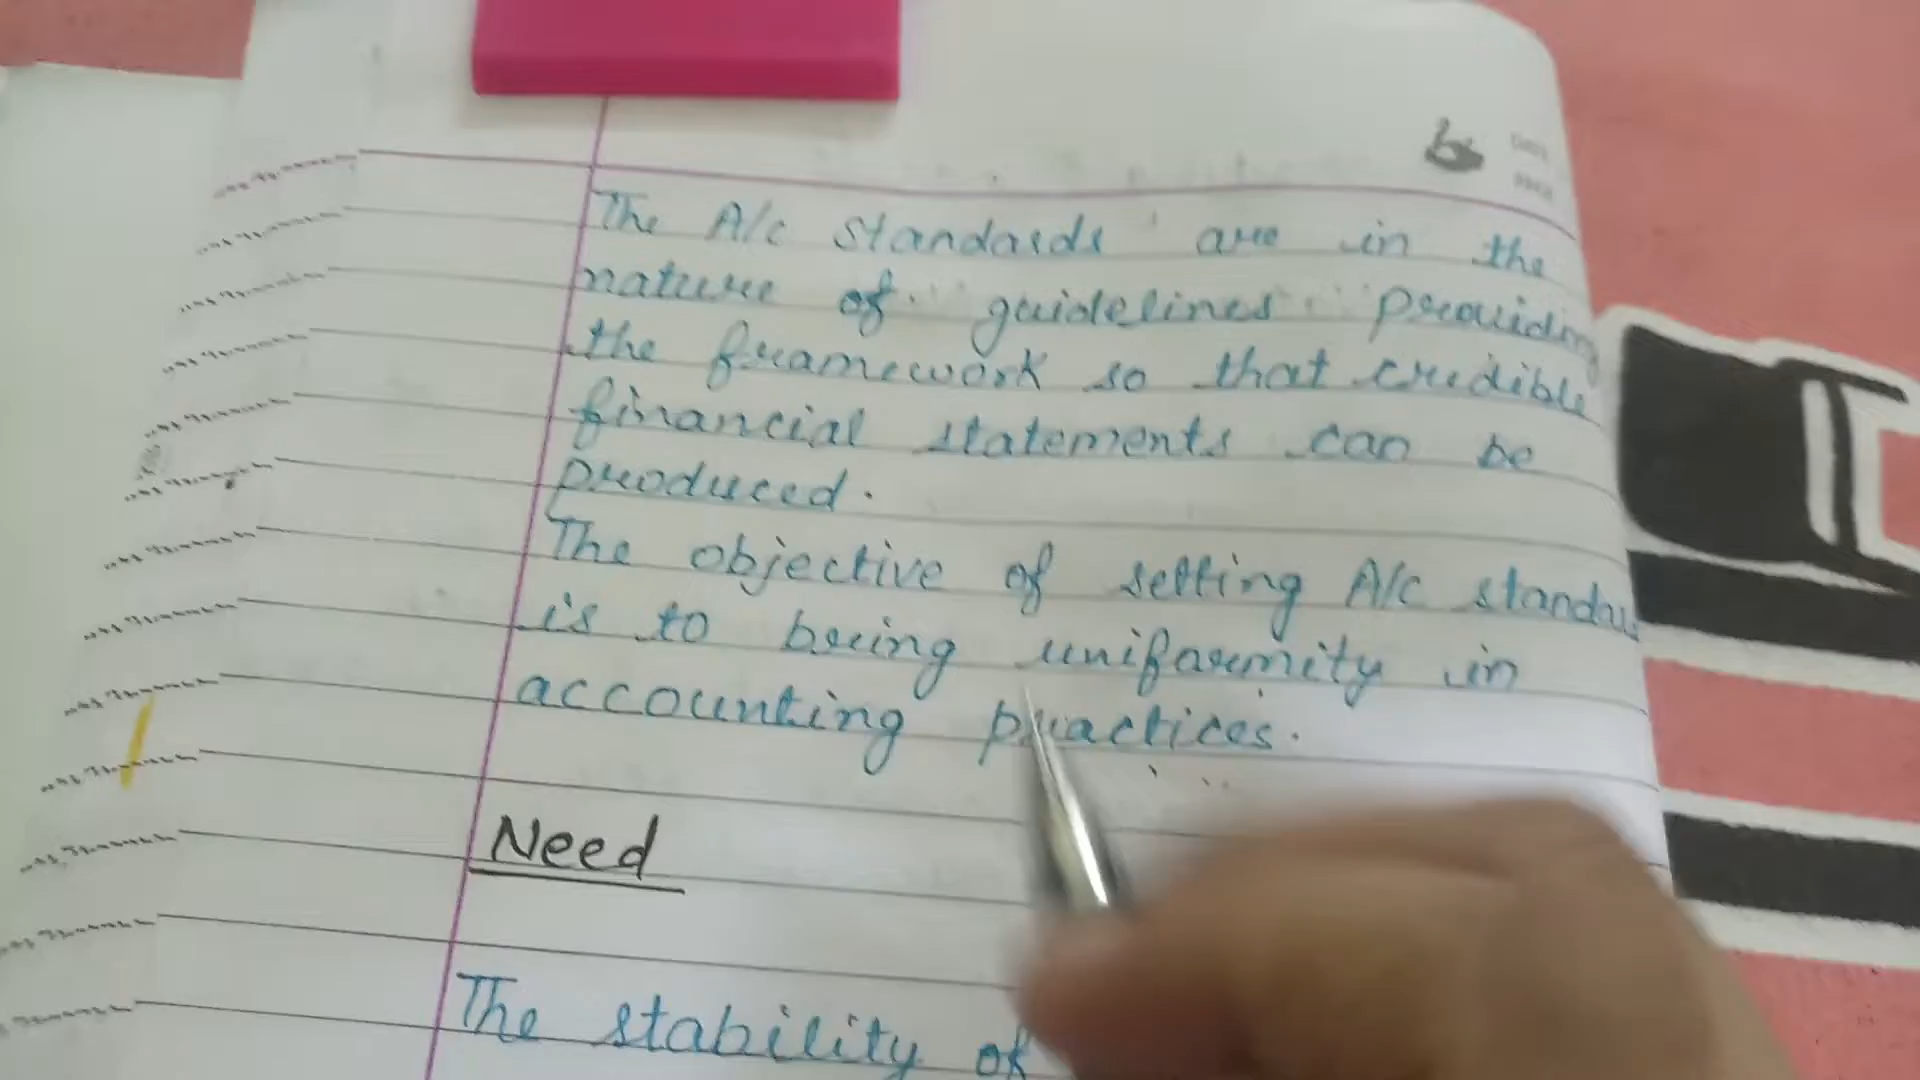 The A/c standards are in the
nature of guidelines providing
the framework so that credible
financial statements can be
produced.
The objective of setting A/c
is to bring uniformity in
accounting practices.
Need
The stability of